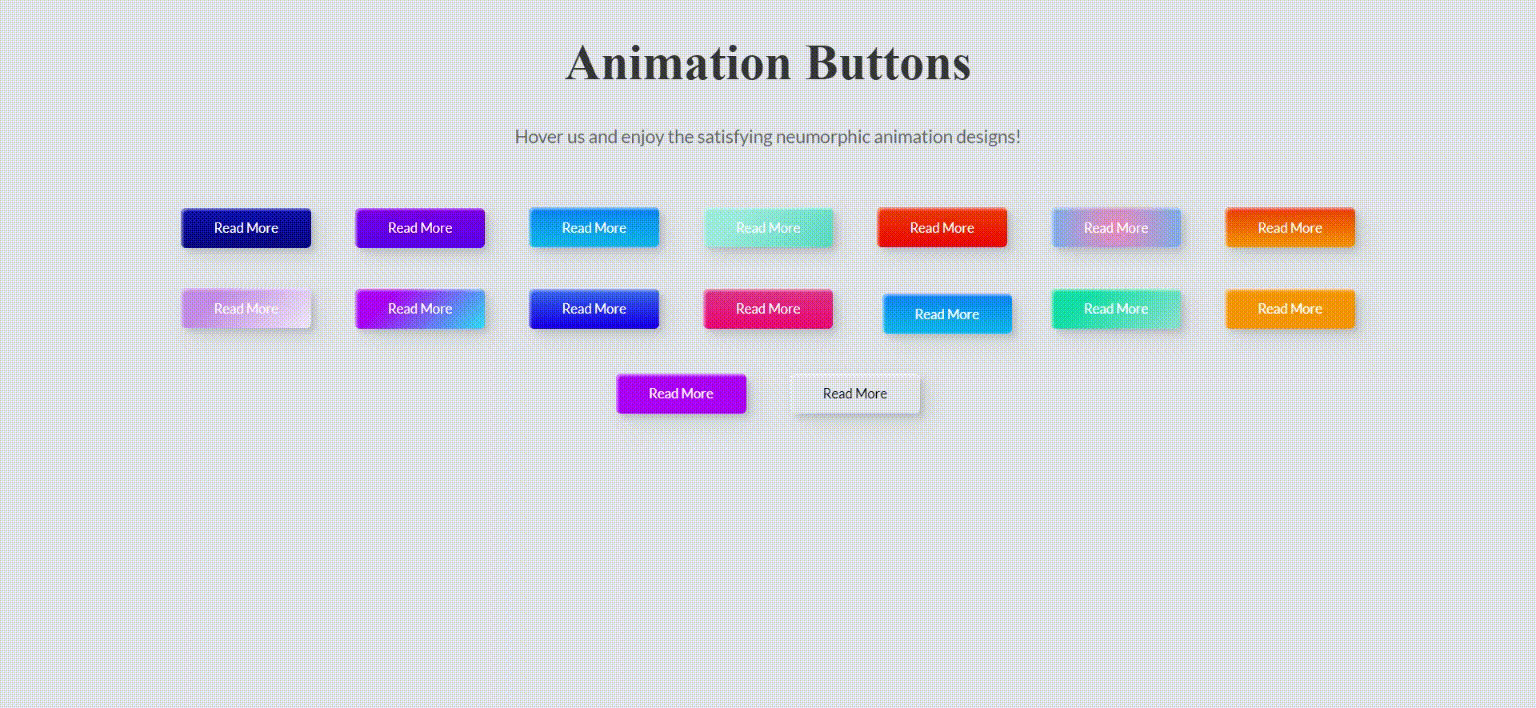 Animation Buttons
Hover us and enjoy the satisfying neumorphic animation designs!
Read More Read More Read More Read More Read More Read More Read More
Read More Read More Read More Read More Read More Read More Read More
Read More Read More